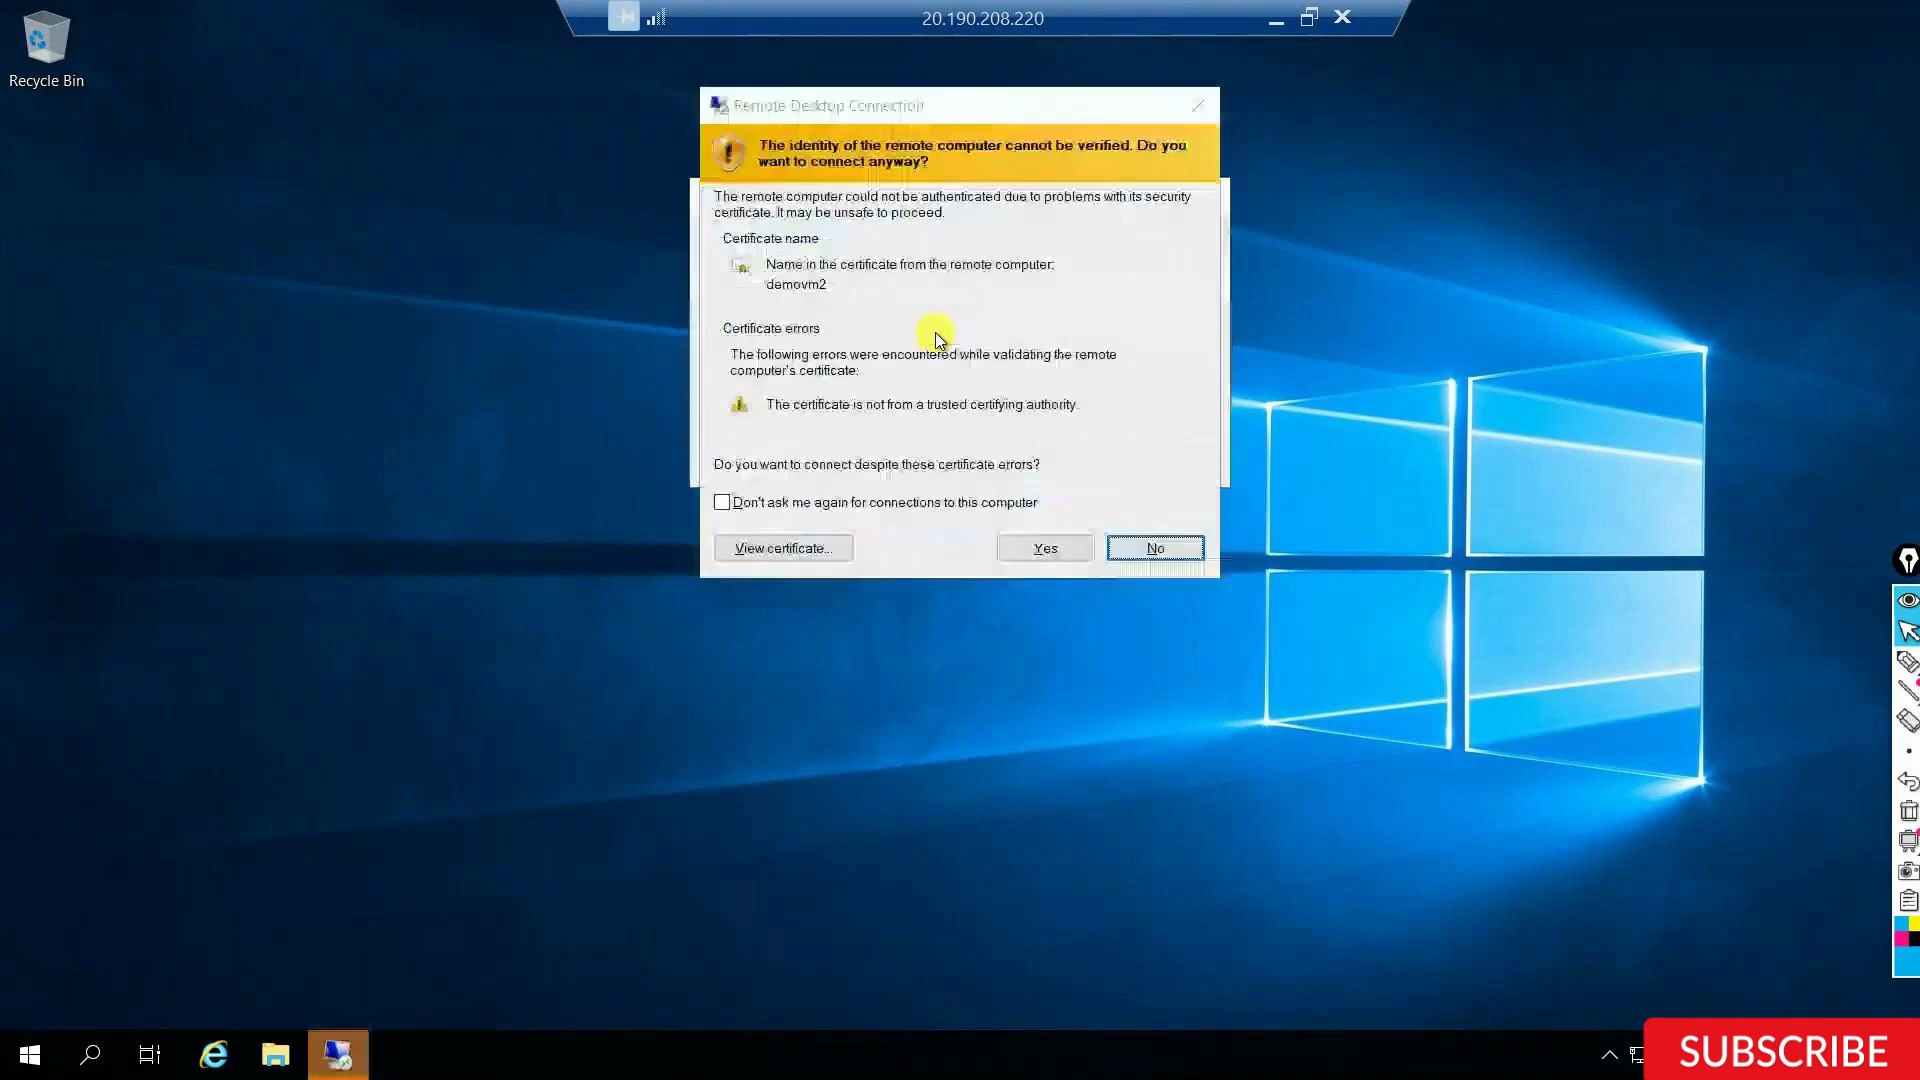 20.190.208.220
Recycle Bin
Remote Desktop Connection
The identity of the remote computer cannot be verified. Do you
want to connect anyway?
The remote computer could not be authenticated due to problems with its security
certificate. It may be unsafe to proceed.
Certificate name
Name in the certificate from the remote computer:
demovm2
Certificate errors
The following errors were encountered while validating the remote
computer's certificate:
The certificate is not from a trusted certifying authority.
Do you want to connect despite these certificate errors?
Don't ask me again for connections to this computer
View certificate...
Yes
No
SUBSCRIBE